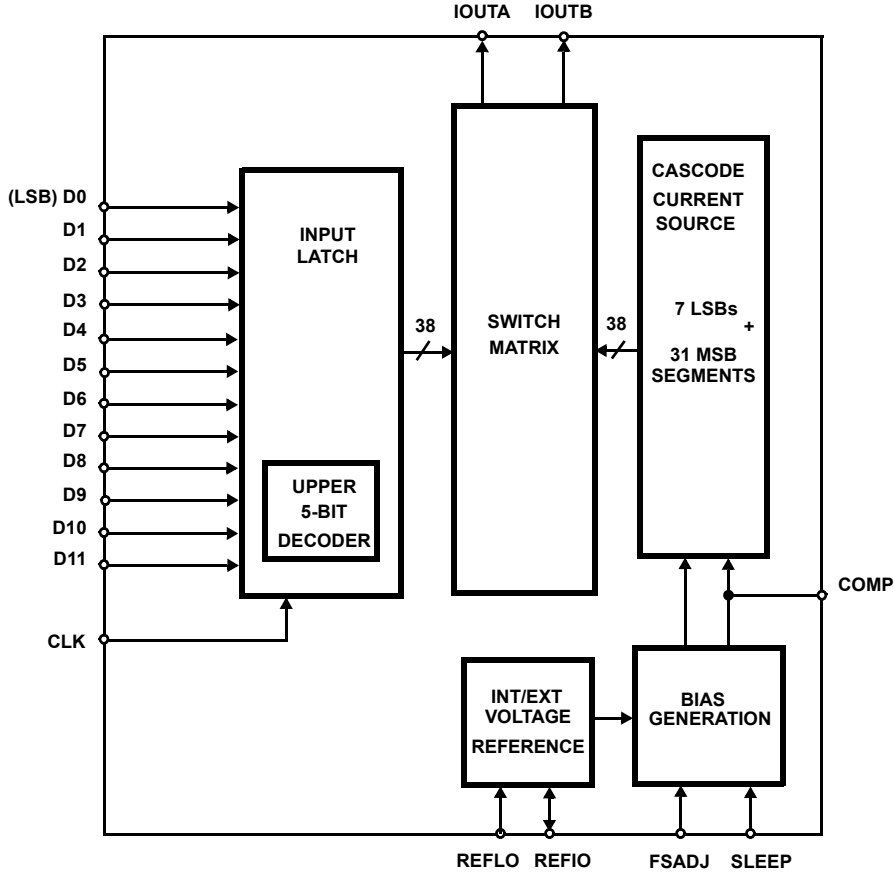 IOUTA IOUTB
(LSB) D0
D1
D2
D3
D4
D5
D6
D7
D8
D9
D10
D11
CLK
INPUT
LATCH
UPPER
5-BIT
DECODER
38
SWITCH
MATRIX
38
CASCODE
CURRENT
SOURCE
7 LSBs
+
31 MSB
SEGMENTS
COMP
INT/EXT
VOLTAGE
REFERENCE
BIAS
GENERATION
REFLO REFIO FSADJ SLEEP